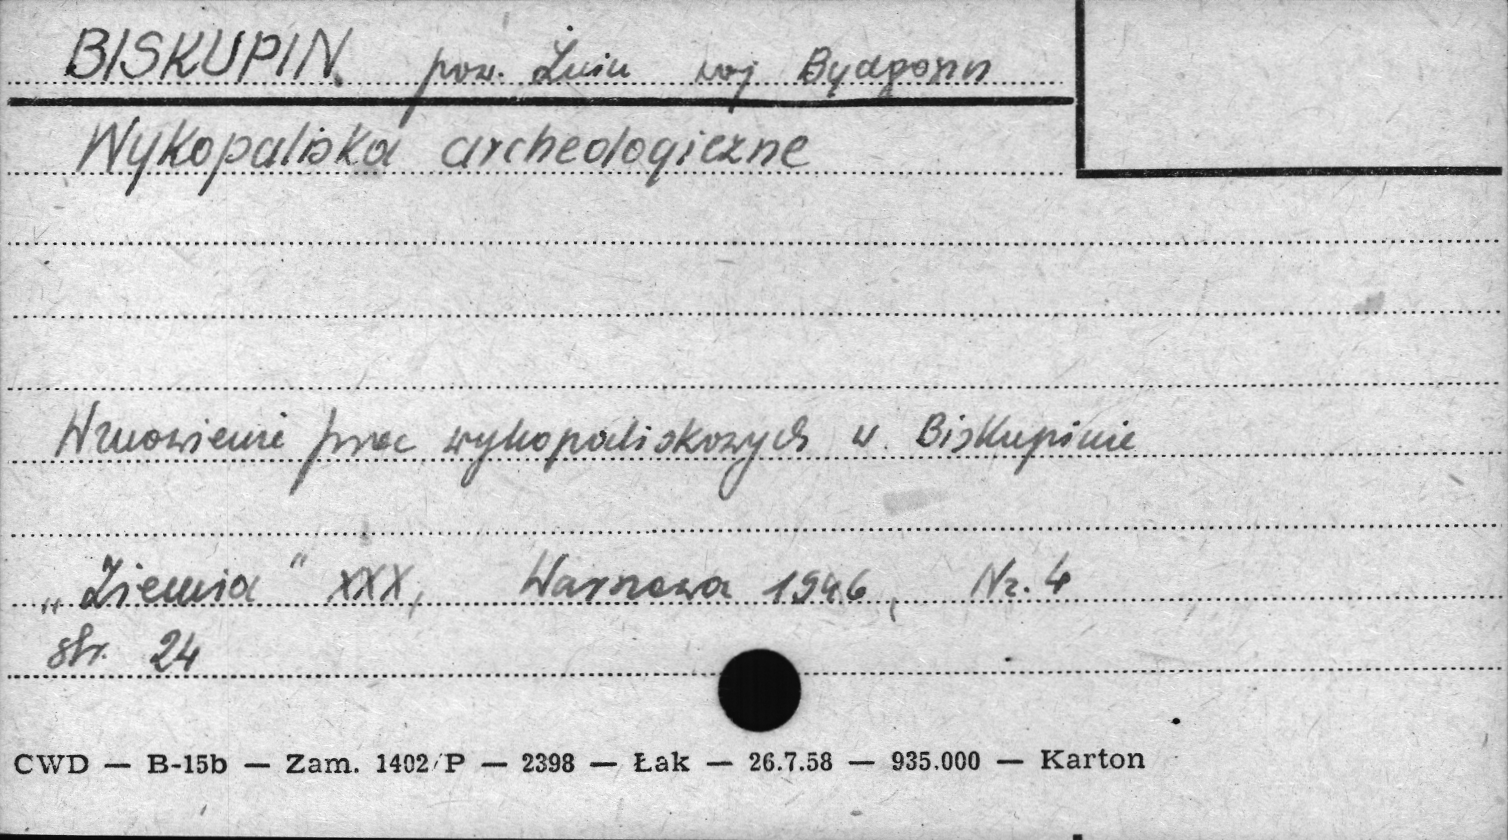 BISKUPIN. pow. Żnin woj Bydgoszcz
Wykopaliska archeologiczne
Wznowienie prac wykopaliskowych w Biskupinie
„Ziemia" XXX, Warszawa 1946, Nr. 4
str. 24
CWD — B-15b — Zam. 1402/P — 2398 — Łak — 26.7.58 — 935.000 — Karton